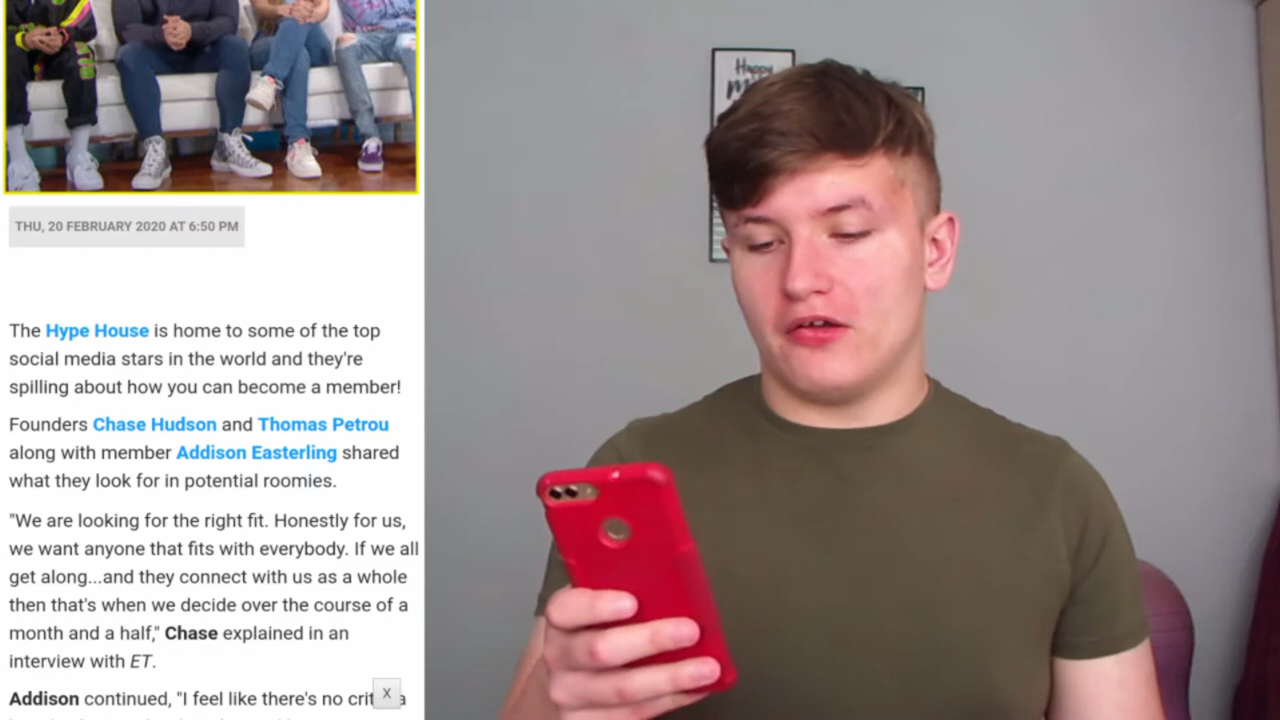 Happy
THU, 20 FEBRUARY 2020 AT 6:50 PM
The Hype House is home to some of the top
social media stars in the world and they're
spilling about how you can become a member!
Founders Chase Hudson and Thomas Petrou
along with member Addison Easterling shared
what they look for in potential roomies.
"We are looking for the right fit. Honestly for us,
we want anyone that fits with everybody. If we all
get along...and they connect with us as a whole
then that's when we decide over the course of a
month and a half," Chase explained in an
interview with ET.
X
Addison continued, "I feel like there's no